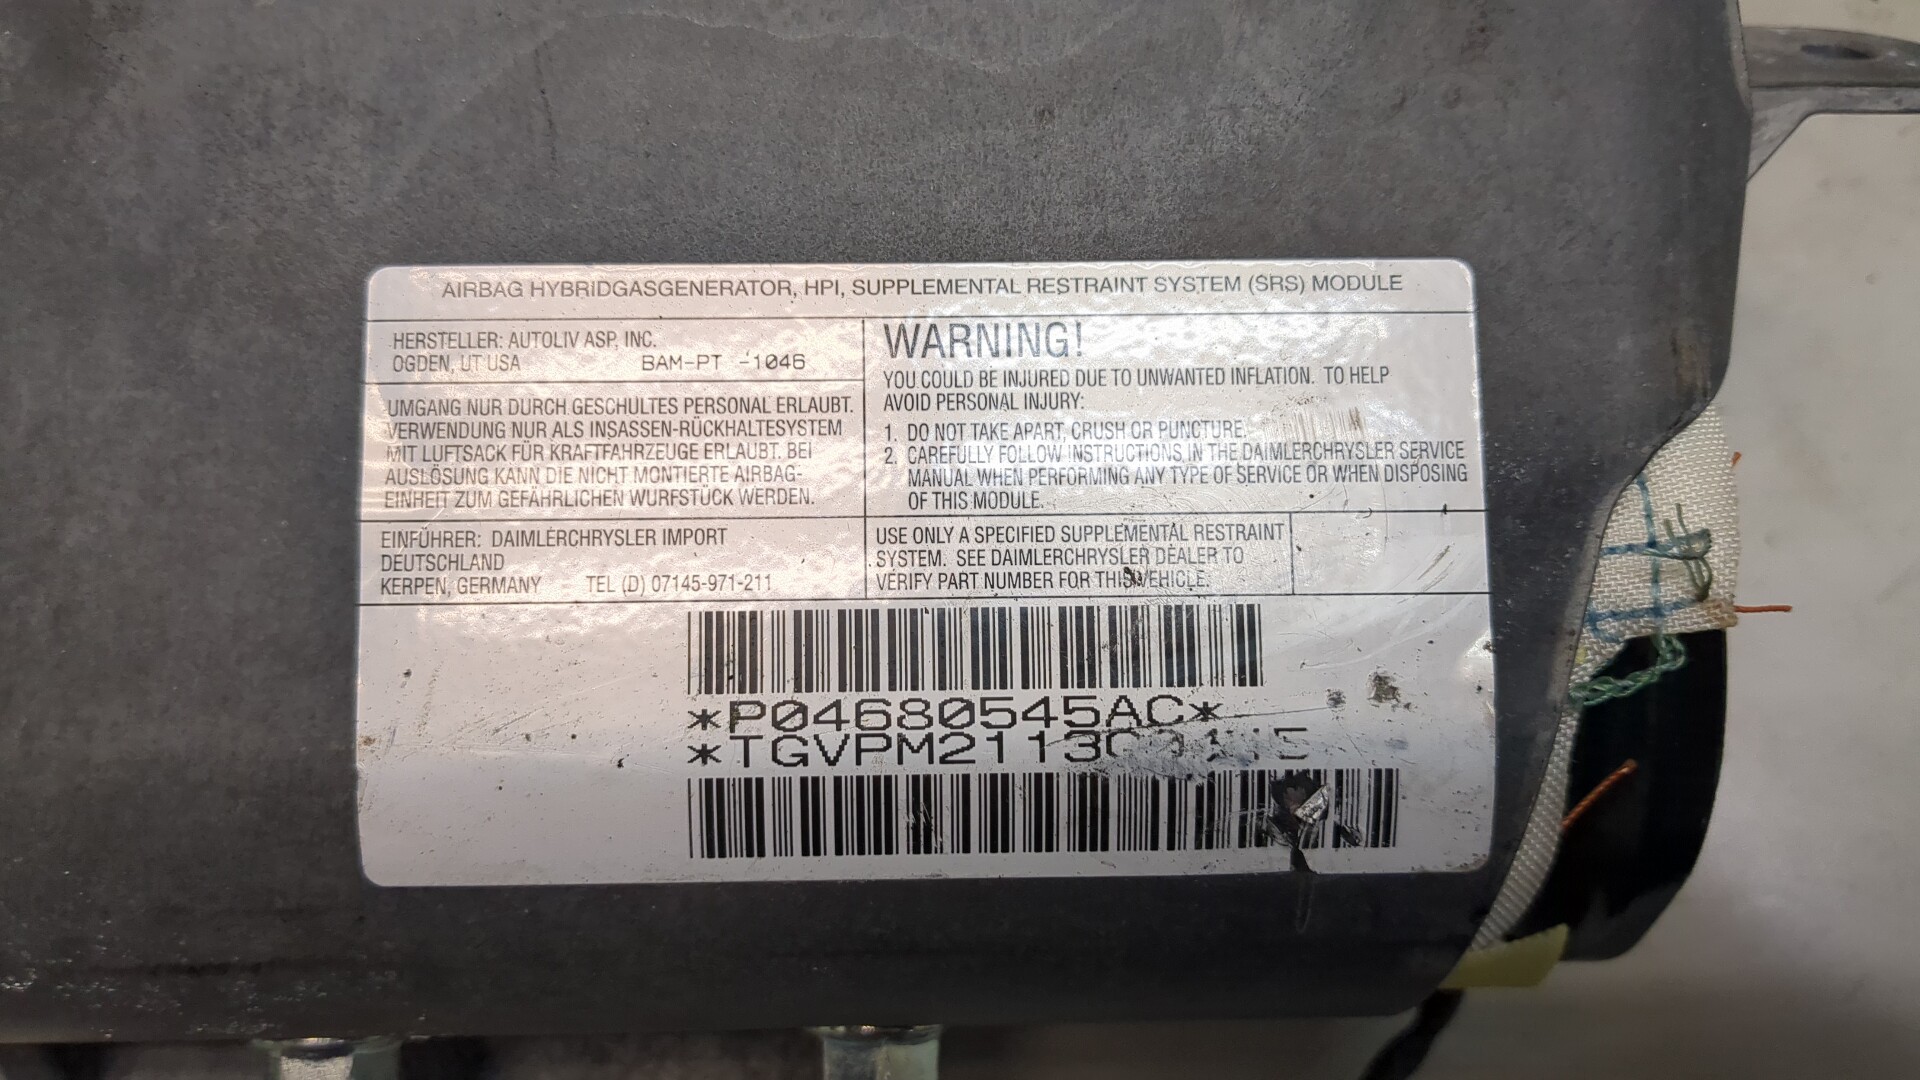 AIRBAG HYBRIDGASGENERATOR, HPI, SUPPLEMENTAL RESTRAINT SYSTEM (SRS) MODULE
HERSTELLER: AUTOLIV ASP, INC.
OGDEN, UT USA BAM-PT -1046
UMGANG NUR DURCH GESCHULTES PERSONAL ERLAUBT.
VERWENDUNG NUR ALS INSASSEN-RÜCKHALTESYSTEM
MIT LUFTSACK FÜR KRAFTFAHRZEUGE ERLAUBT. BEI
AUSLÖSUNG KANN DIE NICHT MONTIERTE AIRBAG-
EINHEIT ZUM GEFÄHRLICHEN WURFSTÜCK WERDEN.
EINFÜHRER: DAIMLERCHRYSLER IMPORT
DEUTSCHLAND
KERPEN, GERMANY TEL (D) 07145-971-211
WARNING!
YOU COULD BE INJURED DUE TO UNWANTED INFLATION. TO HELP
AVOID PERSONAL INJURY:
1. DO NOT TAKE APART, CRUSH OR PUNCTURE.
2. CAREFULLY FOLLOW INSTRUCTIONS IN THE DAIMLERCHRYSLER SERVICE
MANUAL WHEN PERFORMING ANY TYPE OF SERVICE OR WHEN DISPOSING
OF THIS MODULE.
USE ONLY A SPECIFIED SUPPLEMENTAL RESTRAINT
SYSTEM. SEE DAIMLERCHRYSLER DEALER TO
VERIFY PART NUMBER FOR THIS VEHICLE.
*P04680545AC*